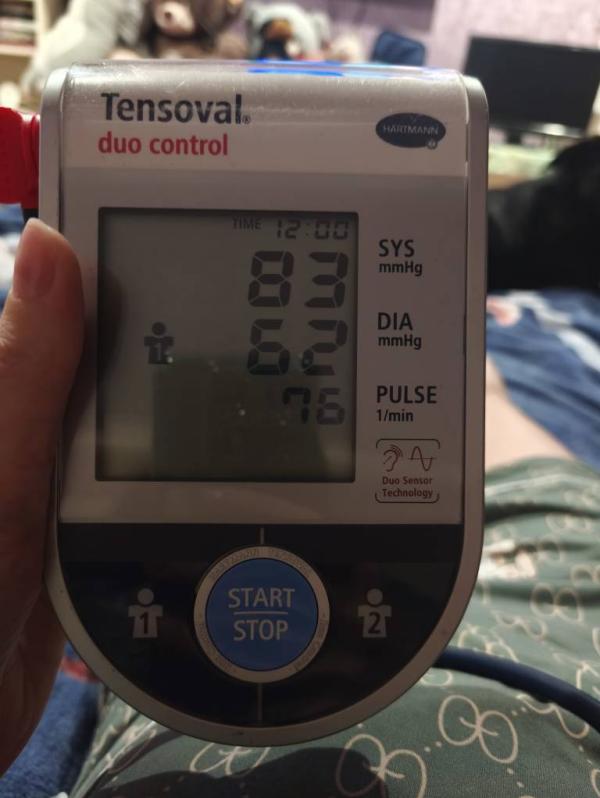 Tensoval®
duo control
HARTMANN
TIME 12:00
83
SYS
mmHg
1
62
DIA
mmHg
76
PULSE
1/min
Duo Sensor
Technology
1
START
STOP
2